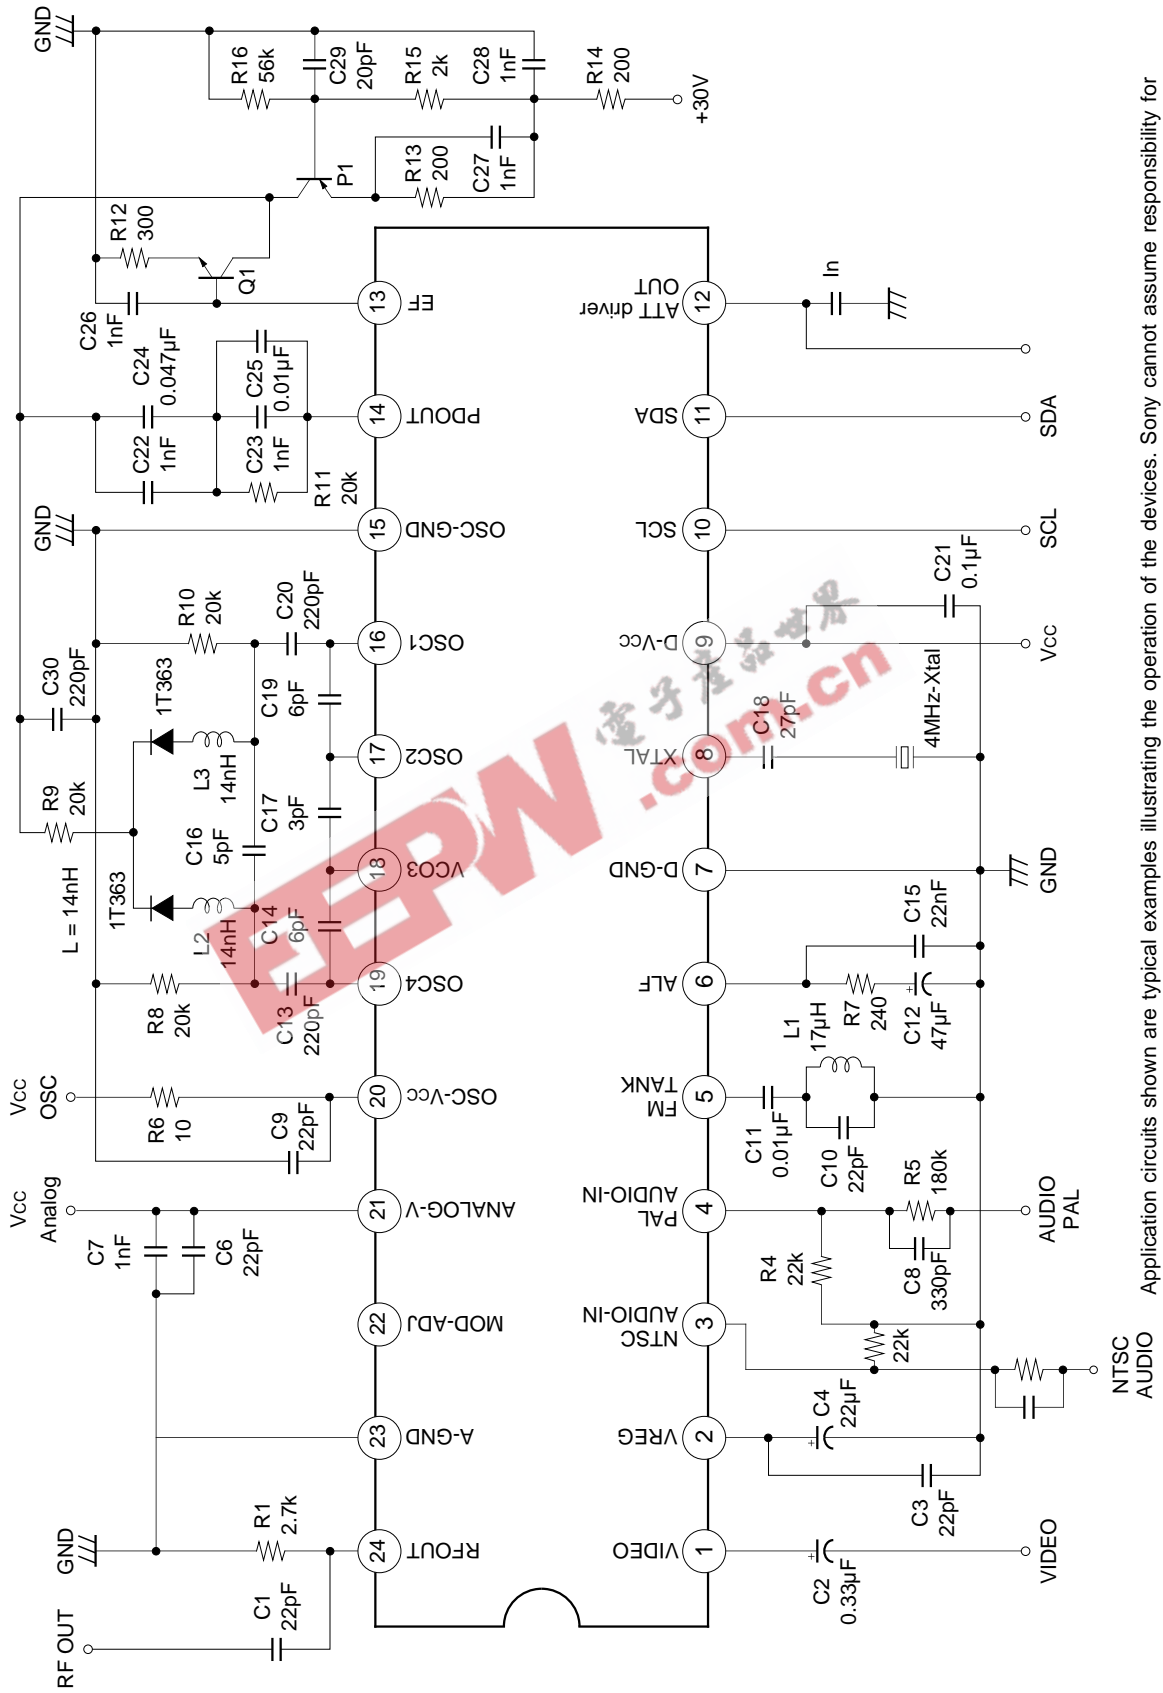 GND
R16
56k
C29
20pF
R15
2k
C28
1nF
R14
200
+30V
P1
R13
200
C27
1nF
R12
300
Q1
C26
1nF
C24
0.047µF
C25
0.01µF
C22
1nF
C23
1nF
R11
20k
GND
R10
20k
C20
220pF
C30
220pF
1T363
L3
14nH
C19
6pF
R9
20k
C16
5pF
C17
3pF
L = 14nH
1T363
L2
14nH
C14
6pF
R8
20k
C13
220pF
Vcc
OSC
R6
10
C9
22pF
Vcc
Analog
C7
1nF
C6
22pF
GND
R1
2.7k
RF OUT
C1
22pF
13 EF
14 PDOUT
15 OSC-GND
16 OSC1
17 OSC2
18 VCO3
19 OSC4
20 OSC-Vcc
21 ANALOG-V
22 MOD-ADJ
23 A-GND
24 RFOUT
12 ATT driver
OUT
11 SDA
10 SCL
9 D-Vcc
8 XTAL
7 D-GND
6 ALF
5 FM
TANK
4 PAL
AUDIO-IN
3 NTSC
AUDIO-IN
2 VREG
1 VIDEO
In
SDA
SCL
C21
0.1µF
Vcc
C18
27pF
4MHz-Xtal
GND
C15
22nF
R7
240
C12
47µF
+
L1
17µH
C11
0.01µF
C10
22pF
R5
180k
C8
330pF
AUDIO
PAL
R4
22k
22k
NTSC
AUDIO
C4
22µF
+
C3
22pF
C2
0.33µF
+
VIDEO
EEPW
.com.cn
電子產品世界
Application circuits shown are typical examples illustrating the operation of the devices. Sony cannot assume responsibility for